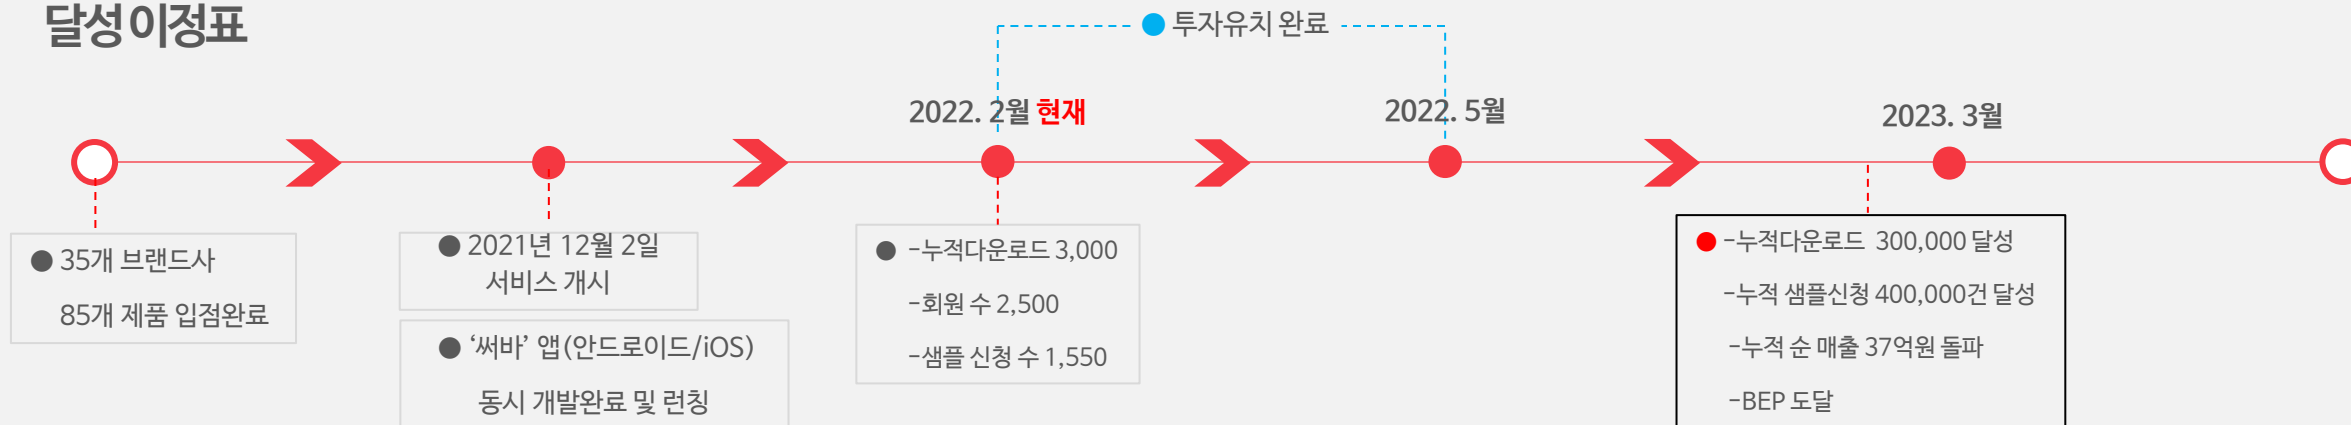 달성 이정표
● 투자유치 완료
2022. 2월 현재
2022. 5월
2023. 3월
● 35개 브랜드사
85개 제품 입점완료
● 2021년 12월 2일
서비스 개시
● ‘써바’ 앱(안드로이드/iOS)
동시 개발완료 및 런칭
● -누적다운로드 3,000
-회원 수 2,500
-샘플 신청 수 1,550
● -누적다운로드 300,000 달성
-누적 샘플신청 400,000건 달성
-누적 순 매출 37억원 돌파
-BEP 도달